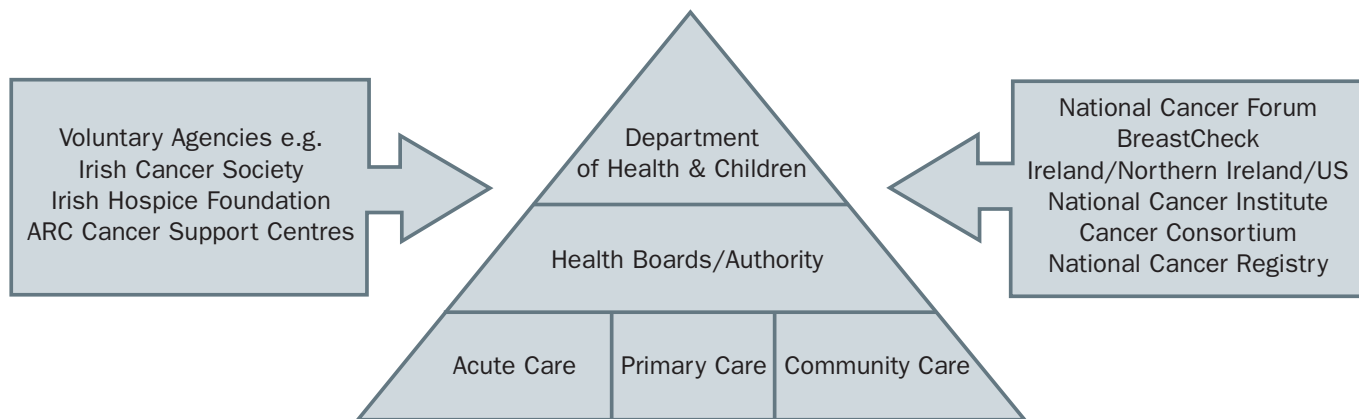 Voluntary Agencies e.g.
Irish Cancer Society
Irish Hospice Foundation
ARC Cancer Support Centres
Department
of Health & Children
Health Boards/Authority
Acute Care
Primary Care
Community Care
National Cancer Forum
BreastCheck
Ireland/Northern Ireland/US
National Cancer Institute
Cancer Consortium
National Cancer Registry